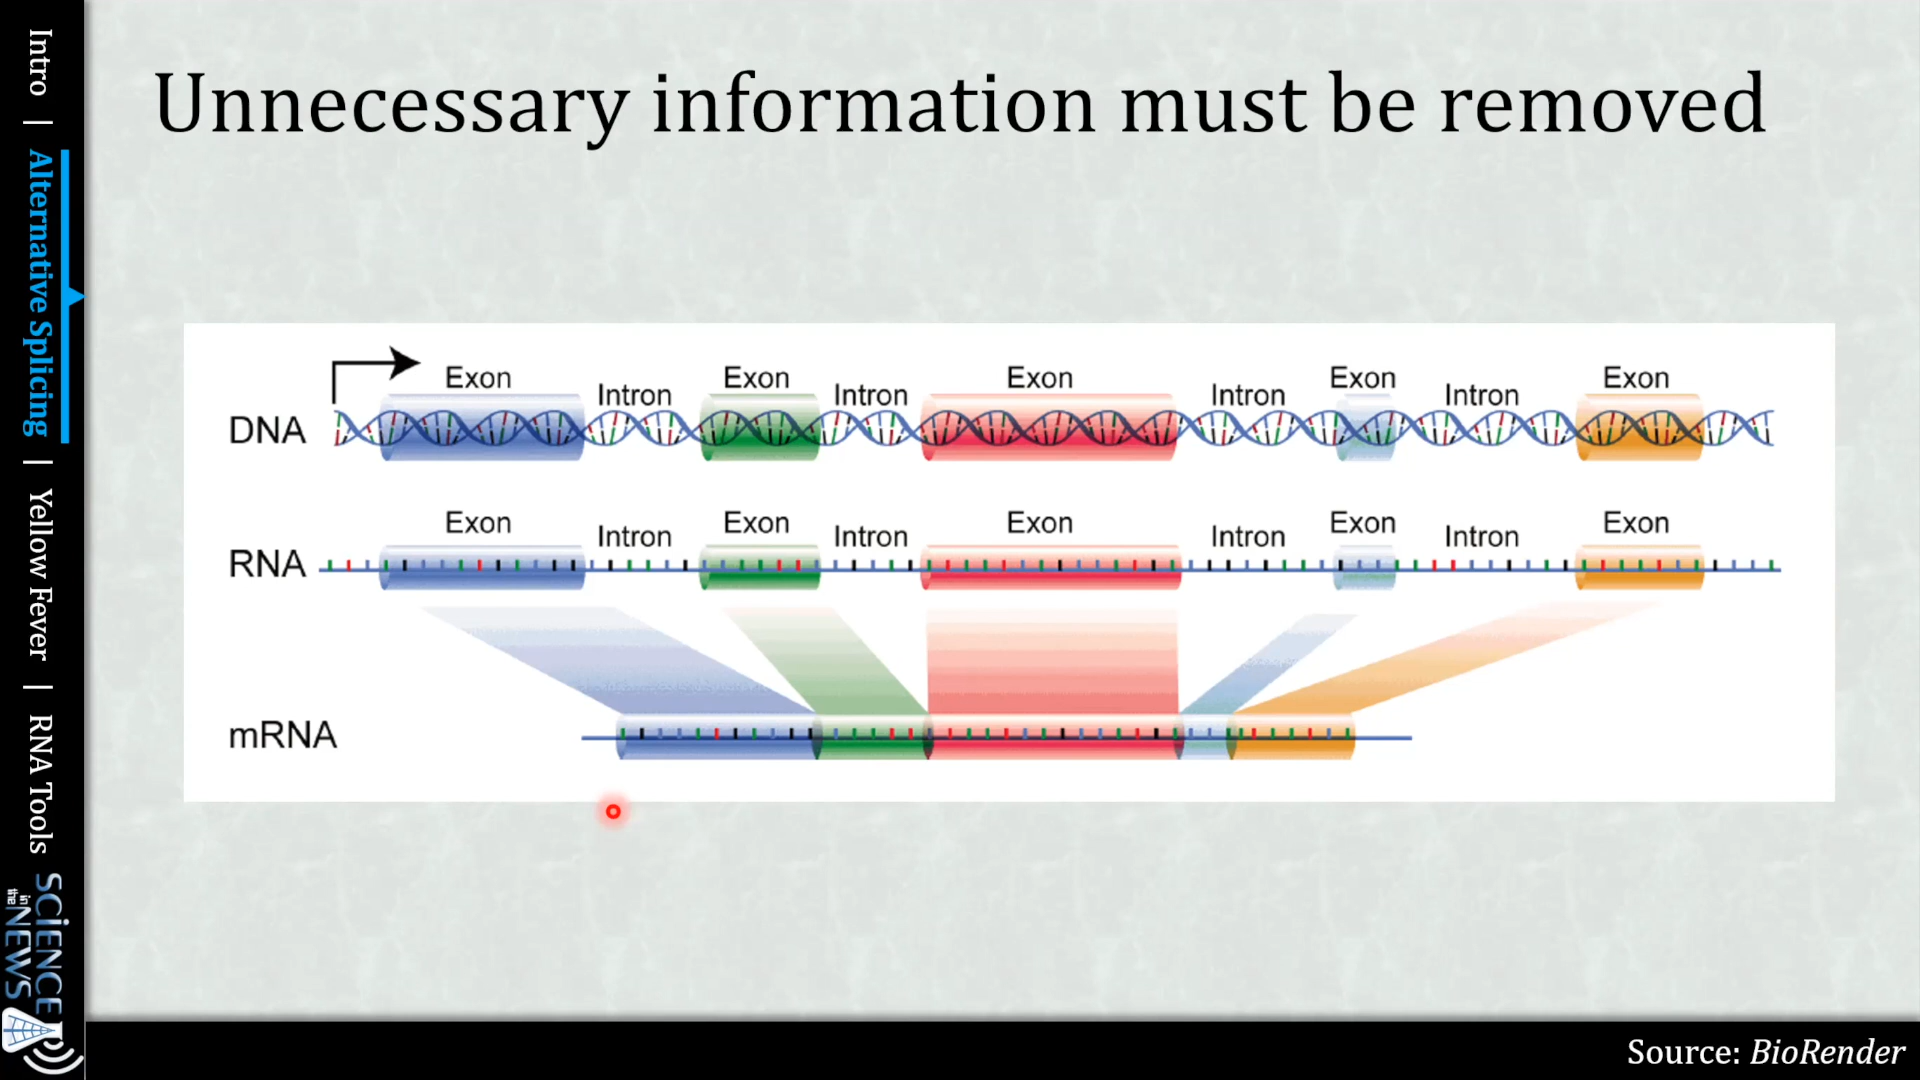 Intro | Alternative Splicing | Yellow Fever | RNA Tools
SCIENCE
in the
NEWS
Unnecessary information must be removed
Exon Intron Exon Intron Exon Intron Exon Intron Exon
DNA
Exon Intron Exon Intron Exon Intron Exon Intron Exon
RNA
mRNA
Source: BioRender